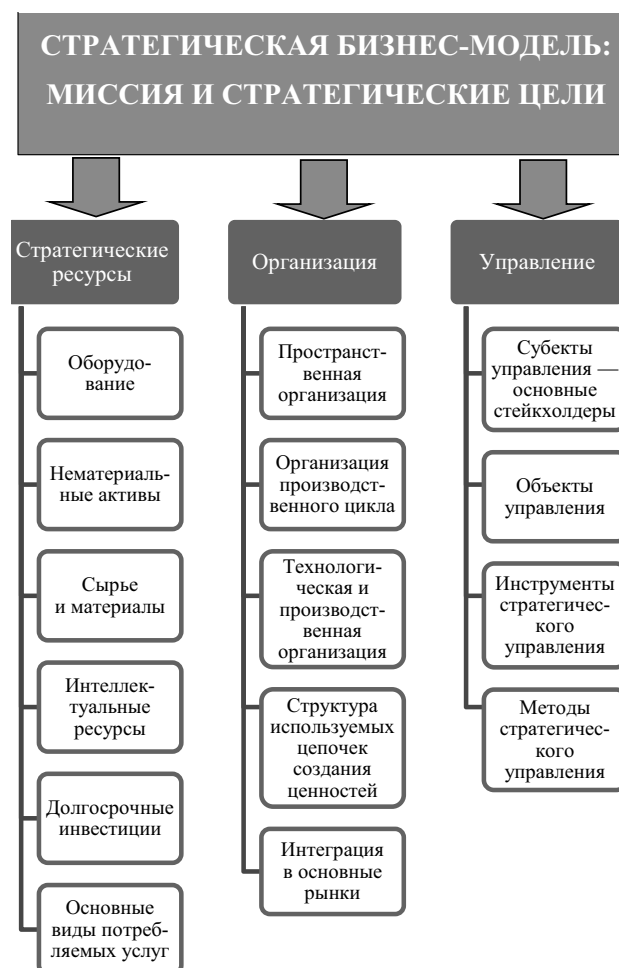 СТРАТЕГИЧЕСКАЯ БИЗНЕС-МОДЕЛЬ:
МИССИЯ И СТРАТЕГИЧЕСКИЕ ЦЕЛИ
Стратегические
ресурсы
Оборудо-
вание
Нематериаль-
ные активы
Сырье
и материалы
Интеллек-
туальные
ресурсы
Долгосрочные
инвестиции
Основные
виды потреб-
ляемых услуг
Организация
Пространст-
венная
организация
Организация
производст-
венного цикла
Технологи-
ческая и
производст-
венная
организация
Структура
используемых
цепочек
создания
ценностей
Интеграция
в основные
рынки
Управление
Субекты
управления —
основные
стейкхолдеры
Объекты
управления
Инструменты
стратегичес-
кого
управления
Методы
стратегичес-
кого
управления